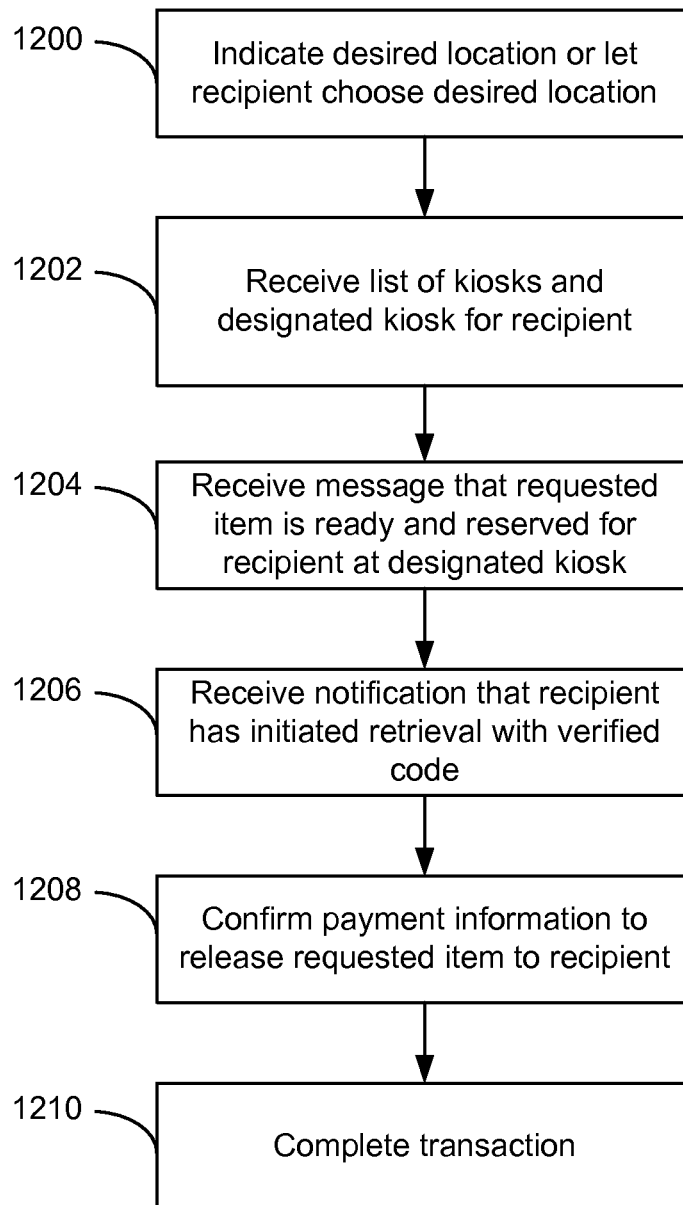 1200
Indicate desired location or let
recipient choose desired location
1202
Receive list of kiosks and
designated kiosk for recipient
1204
Receive message that requested
item is ready and reserved for
recipient at designated kiosk
1206
Receive notification that recipient
has initiated retrieval with verified
code
1208
Confirm payment information to
release requested item to recipient
1210
Complete transaction